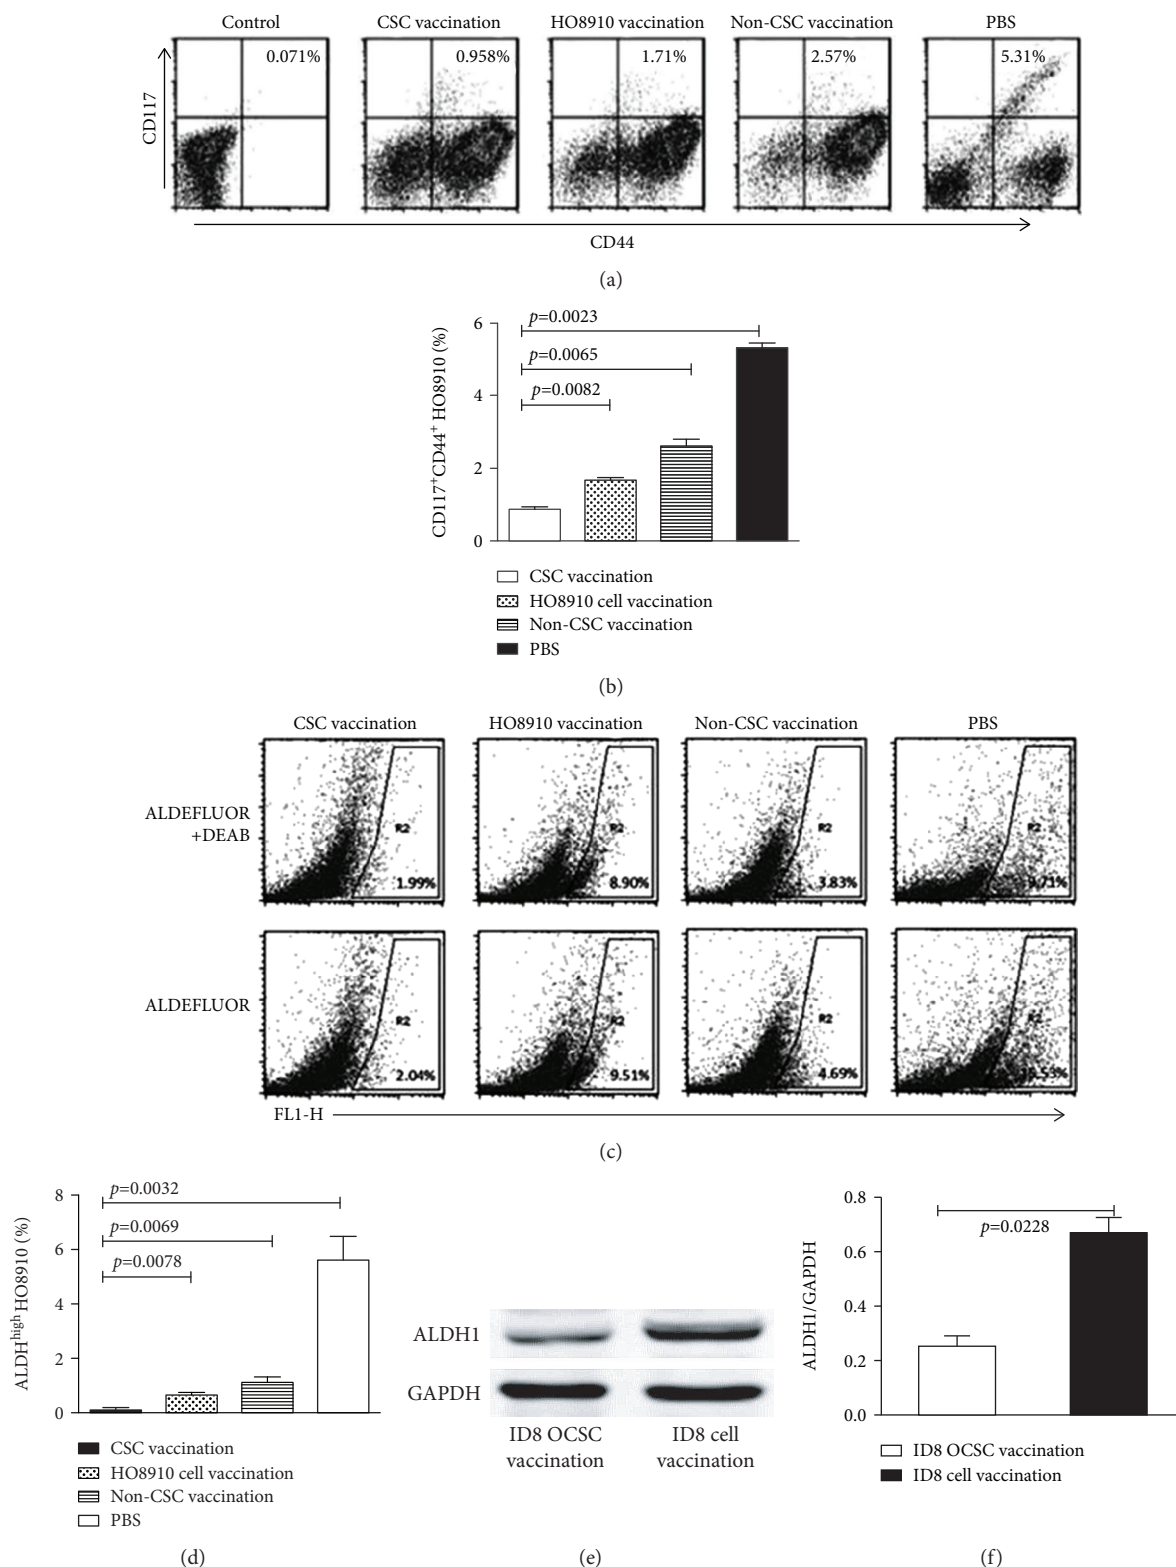 Control CSC vaccination HO8910 vaccination Non-CSC vaccination PBS
0.071% 0.958% 1.71% 2.57% 5.31%
CD117
CD44
(a)
CD117+CD44+ HO8910 (%)
6
4
2
0
p=0.0023
p=0.0065
p=0.0082
CSC vaccination
HO8910 cell vaccination
Non-CSC vaccination
PBS
(b)
CSC vaccination HO8910 vaccination Non-CSC vaccination PBS
ALDEFLUOR
+DEAB
R2 R2 R2
1.99% 8.90% 3.83%
ALDEFLUOR
R2 R2 R2 R2
2.04% 9.51% 4.69%
FL1-H
(c)
ALDHhigh HO8910 (%)
8
6
4
2
0
p=0.0032
p=0.0069
p=0.0078
CSC vaccination
HO8910 cell vaccination
Non-CSC vaccination
PBS
(d)
ALDH1
GAPDH
ID8 OCSC
vaccination
ID8 cell
vaccination
(e)
ALDH1/GAPDH
0.8
0.6
0.4
0.2
0.0
p=0.0228
ID8 OCSC vaccination
ID8 cell vaccination
(f)